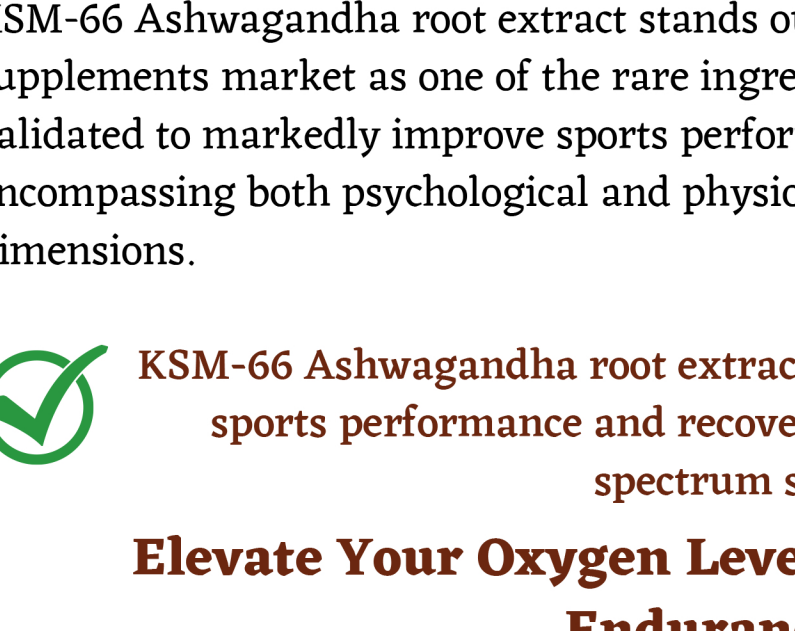 SM-66 Ashwagandha root extract stands
upplements market as one of the rare ingre
alidated to markedly improve sports perfor
ncompassing both psychological and physi
imensions.
KSM-66 Ashwagandha root extrac
sports performance and recove
spectrum s
Elevate Your Oxygen Leve
Enduran